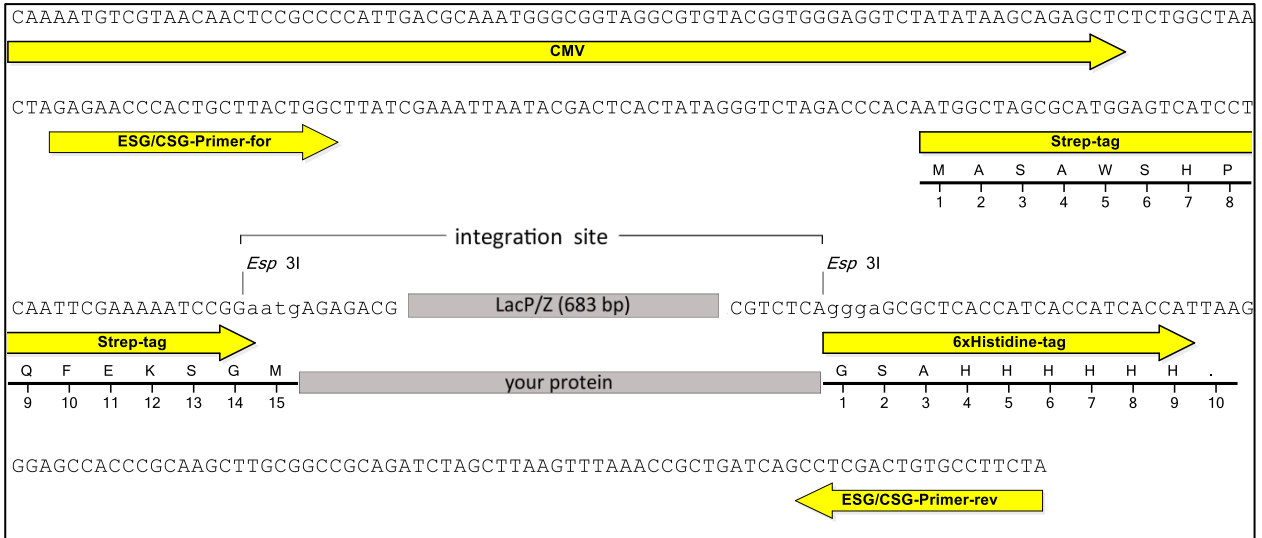 CAAAATGTCGTAACAACTCCGCCCCATTGACGCAAATGGGCGGTAGGCGTGTACGGTGGGAGGTCTATATAAGCAGAGCTCTCTGGCTAA
CMV
CTAGAGAACCCACTGCTTACTGGCTTATCGAAATTAATACGACTCACTATAGGGTCTAGACCCACAATGGCTAGCGCATGGAGTCATCCT
ESG/CSG-Primer-for
Strep-tag
M A S A W S H P
1 2 3 4 5 6 7 8
integration site
Esp 3I
Esp 3I
CAATTCGAAAAATCCGGaatgAGAGACG LacP/Z (683 bp) CGTCTCAgggaGCGCTCACCATCACCATCACCATTAAG
Strep-tag
6xHistidine-tag
Q F E K S G M your protein G S A H H H H H H .
9 10 11 12 13 14 15 1 2 3 4 5 6 7 8 9 10
GGAGCCACCCGCAAGCTTGCGGCCGCAGATCTAGCTTAAGTTTAAACCGCTGATCAGCCTCGACTGTGCCTTCTA
ESG/CSG-Primer-rev